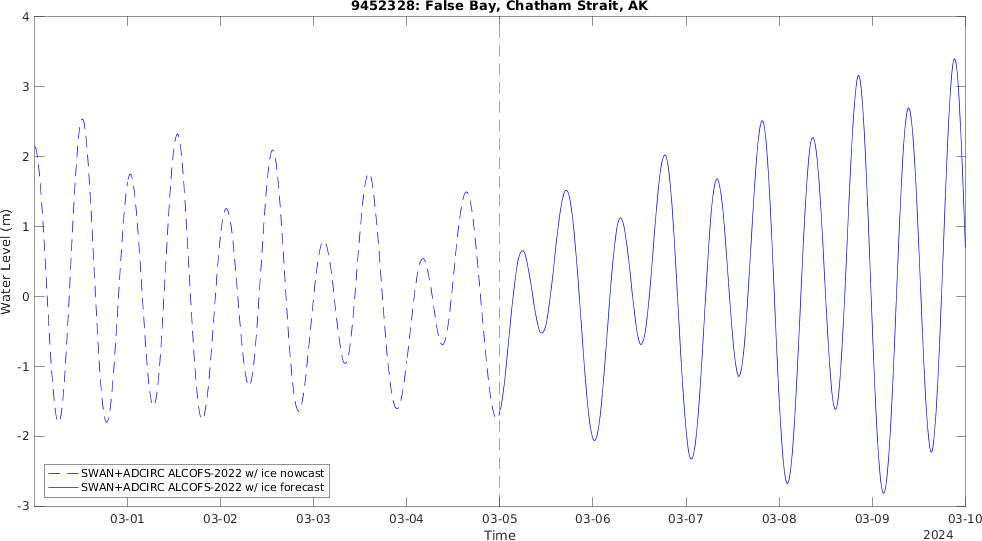 9452328: False Bay, Chatham Strait, AK
4
3
2
1
0
-1
-2
-3
Water Level (m)
SWAN+ADCIRC ALCOFS-2022 w/ ice nowcast
SWAN+ADCIRC ALCOFS-2022 w/ ice forecast
03-01 03-02 03-03 03-04 03-05 03-06 03-07 03-08 03-09 03-10
Time
2024